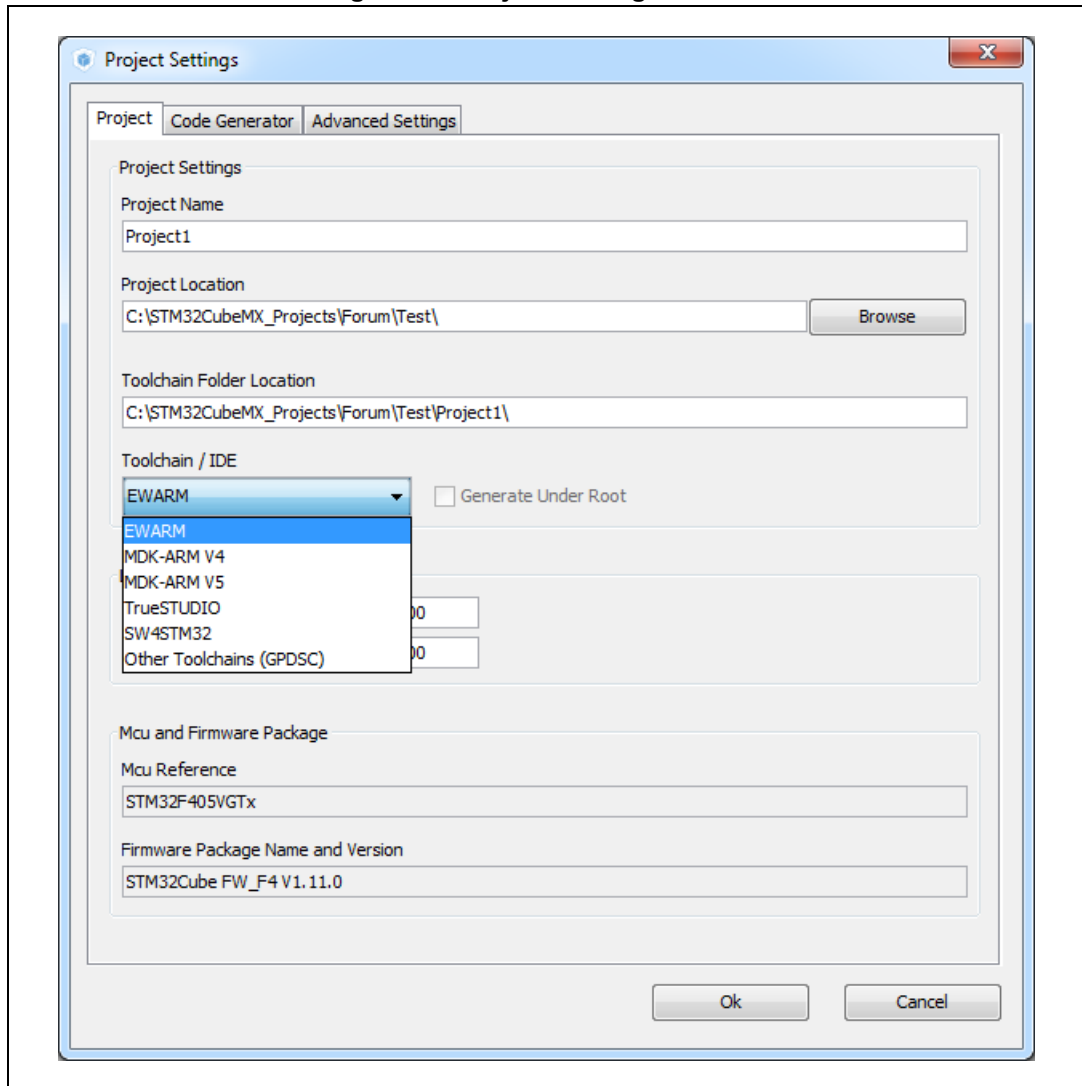 Project Settings
Project Code Generator Advanced Settings
Project Settings
Project Name
Project1
Project Location
C:\STM32CubeMX_Projects\Forum\Test\ Browse
Toolchain Folder Location
C:\STM32CubeMX_Projects\Forum\Test\Project1\
Toolchain / IDE
EWARM Generate Under Root
EWARM
MDK-ARM V4
MDK-ARM V5
TrueSTUDIO
SW4STM32
Other Toolchains (GPDSC)
Mcu and Firmware Package
Mcu Reference
STM32F405VGTx
Firmware Package Name and Version
STM32Cube FW_F4 V1.11.0
Ok Cancel